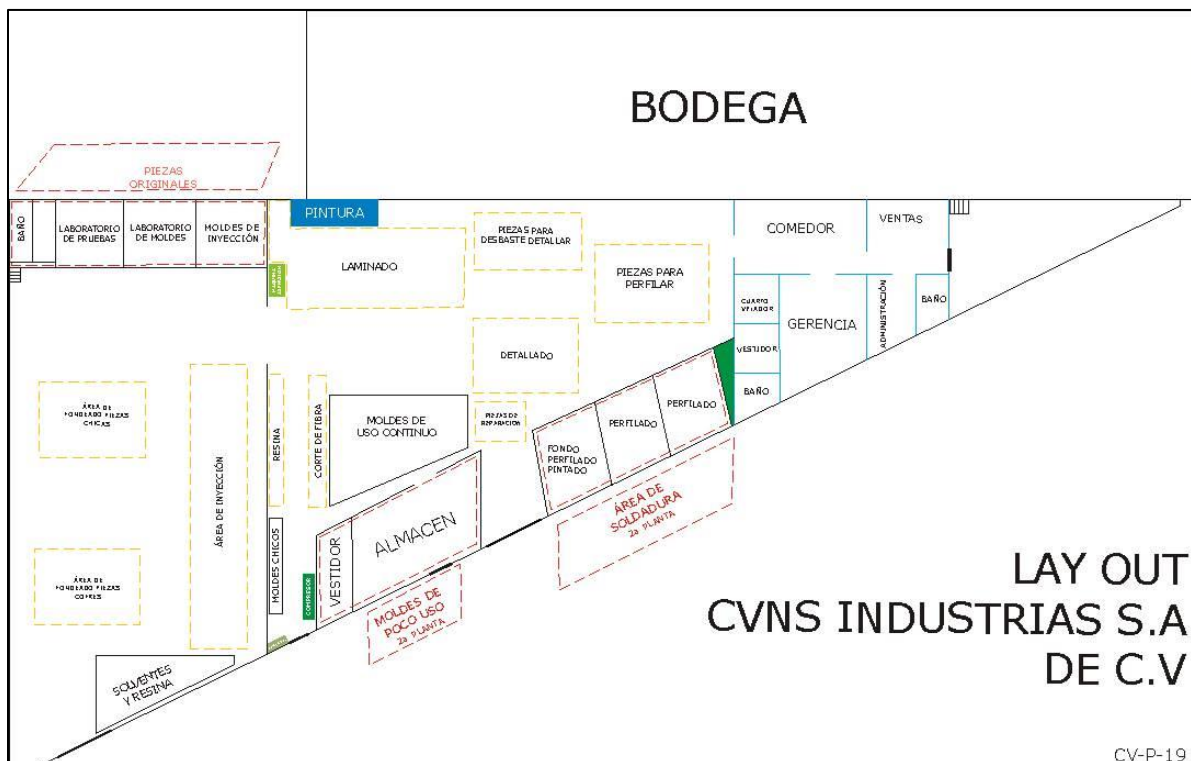 BODEGA
PIEZAS
ORIGINALES
BAÑO
LABORATORIO
DE PRUEBAS
LABORATORIO
DE MOLDES
MOLDES DE
INYECCIÓN
PINTURA
LAMINADO
PIEZAS PARA
DESBASTE DETALLAR
PIEZAS PARA
PERFILAR
COMEDOR
VENTAS
CUARTO
VELADOR
GERENCIA
ADMINISTRACIÓN
BAÑO
VESTIDOR
BAÑO
DETALLADO
PIEZAS DE
REPARACION
ÁREA DE
FONDEADO PIEZAS
CHICAS
ÁREA DE INYECCIÓN
RESINA
CORTE DE FIBRA
MOLDES DE
USO CONTINUO
FONDO
PERFILADO
PINTADO
PERFILADO
PERFILADO
ÁREA DE
SOLDADURA
2a PLANTA
ALMACEN
VESTIDOR
COMPRESOR
MOLDES CHICOS
MOLDES DE
POCO USO
2a PLANTA
ÁREA DE
FONDEADO PIEZAS
COFRES
SOLVENTES
Y RESINA
LAY OUT
CVNS INDUSTRIAS S.A
DE C.V
CV-P-19